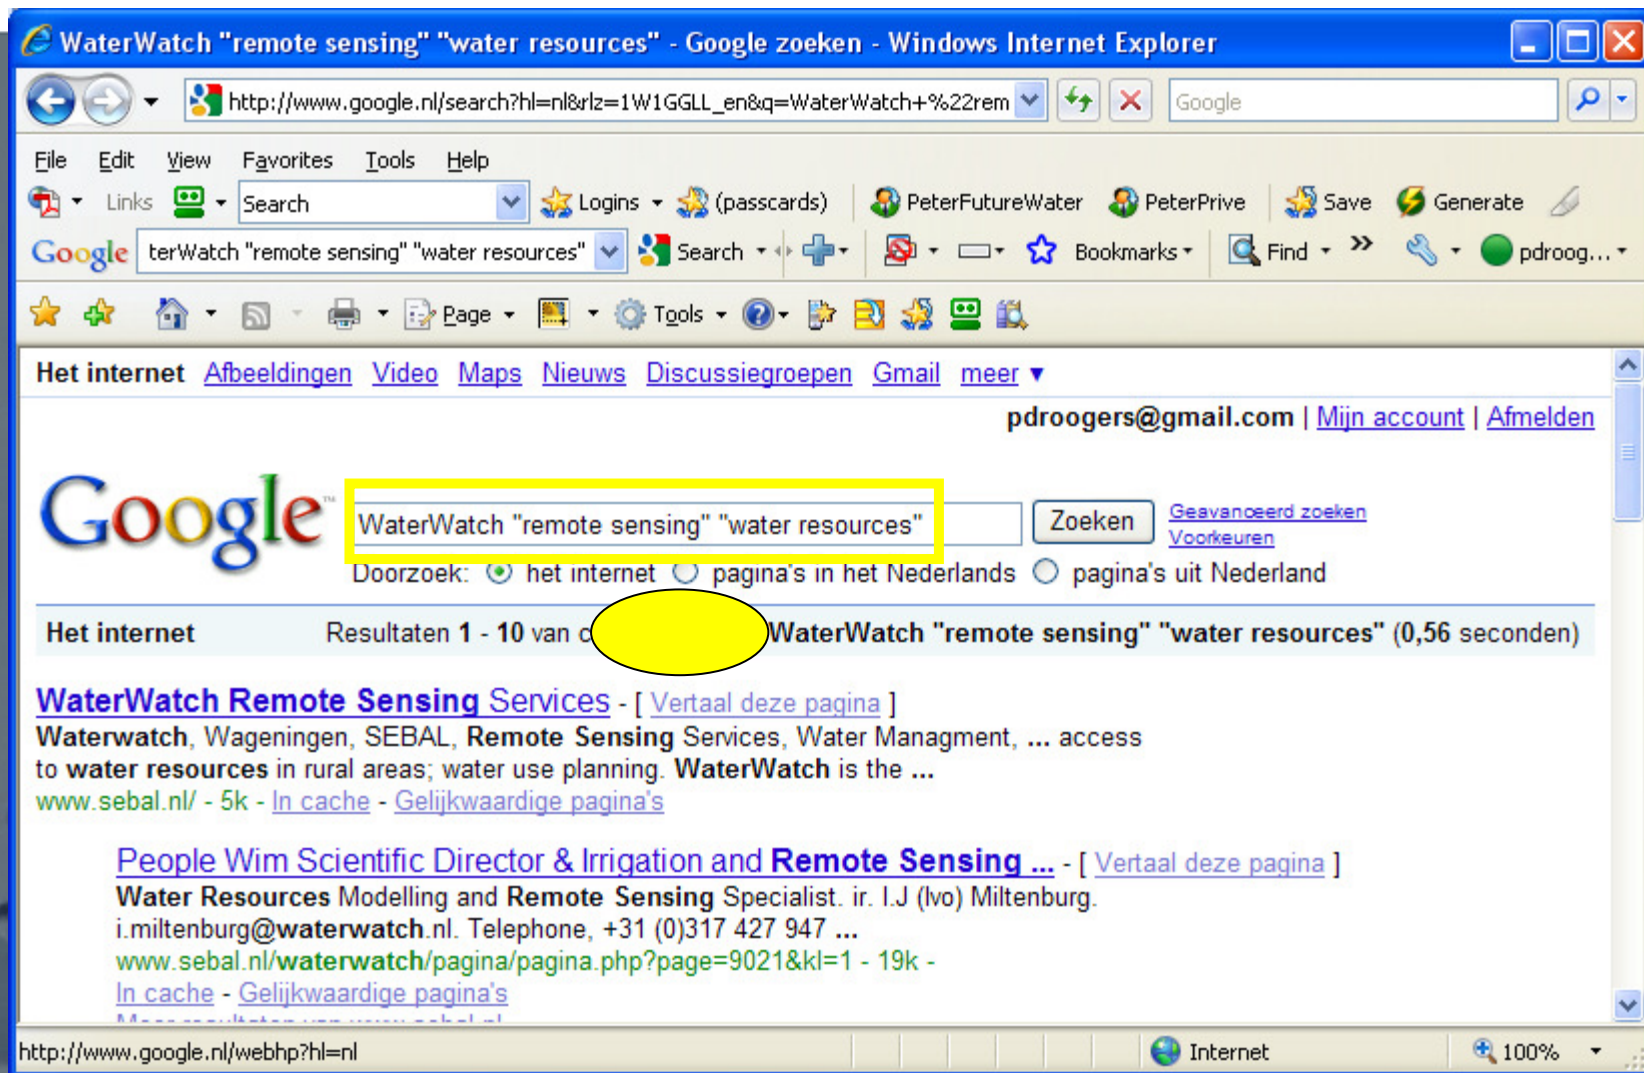 WaterWatch "remote sensing" "water resources" - Google zoeken - Windows Internet Explorer
http://www.google.nl/search?hl=nl&rlz=1W1GGLL_en&q=WaterWatch+%22rem Google
File Edit View Favorites Tools Help
Links Search Logins (passcards) PeterFutureWater PeterPrive Save Generate
Google terWatch "remote sensing" "water resources" Search Bookmarks Find » pdroog...
Page Tools
Het internet Afbeeldingen Video Maps Nieuws Discussiegroepen Gmail meer ▼
pdroogers@gmail.com | Mijn account | Afmelden
Google™ WaterWatch "remote sensing" "water resources" Zoeken Geavanceerd zoeken
Voorkeuren
Doorzoek: het internet pagina's in het Nederlands pagina's uit Nederland
Het internet Resultaten 1 - 10 van WaterWatch "remote sensing" "water resources" (0,56 seconden)
WaterWatch Remote Sensing Services - [ Vertaal deze pagina ]
Waterwatch, Wageningen, SEBAL, Remote Sensing Services, Water Managment, ... access
to water resources in rural areas; water use planning. WaterWatch is the ...
www.sebal.nl/ - 5k - In cache - Gelijkwaardige pagina's
People Wim Scientific Director & Irrigation and Remote Sensing ... - [ Vertaal deze pagina ]
Water Resources Modelling and Remote Sensing Specialist. ir. I.J (Ivo) Miltenburg.
i.miltenburg@waterwatch.nl. Telephone, +31 (0)317 427 947 ...
www.sebal.nl/waterwatch/pagina/pagina.php?page=9021&kl=1 - 19k -
In cache - Gelijkwaardige pagina's
http://www.google.nl/webhp?hl=nl Internet 100%